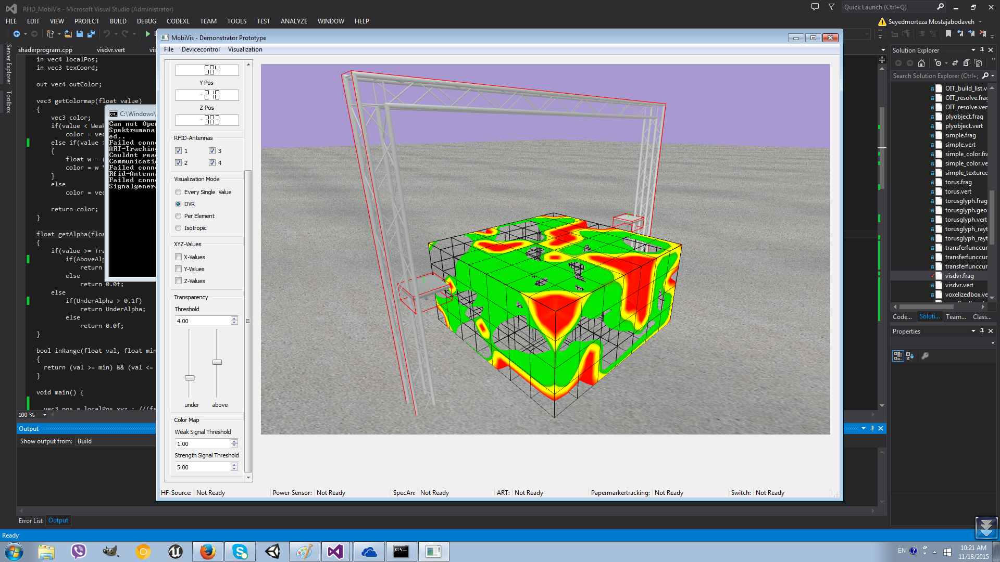 RFID_MobiVis - Microsoft Visual Studio (Administrator)
Quick Launch (Ctrl+Q)
FILE EDIT VIEW PROJECT BUILD DEBUG CODEXL TEAM TOOLS TEST ANALYZE WINDOW HELP
Seyedmorteza Mostajabodaveh
Server Explorer
Toolbox
shaderprogram.cpp visdvr.vert
in vec4 localPos;
in vec3 texCoord;
out vec4 outColor;
vec3 getColormap(float value)
{
vec3 color;
if(value < Weak
color = vec
else if(value >
{
float w = (
color = w *
}
else
color = vec
return color;
}
float getAlpha(floa
{
if(value >= Tra
if(AboveAlp
return
else
return 0.0f;
else
if(UnderAlpha > 0.1f)
return UnderAlpha;
else
return 0.0f;
}
bool inRange(float val, float min
{
return (val >= min) && (val <=
}
void main() {
vec3 pos = localPos.xyz ; //(fs
100 %
C:\Windows\
Can not Ope
Spektrumana
ed..
Failed conn
ART-Tracking
Couldnt rea
Communicatio
Failed conn
Rfid-Antenna
Failed conn
Signalgener
Output
Show output from: Build
Error List Output
Ready
MobiVis - Demonstrator Prototype
File Devicecontrol Visualization
584
Y-Pos
-210
Z-Pos
-383
RFID-Antennas
1 3
2 4
Visualization Mode
Every Single Value
DVR
Per Element
Isotropic
XYZ-Values
X-Values
Y-Values
Z-Values
Transparency
Threshold
4.00
under above
Color Map
Weak Signal Threshold
1.00
Strength Signal Threshold
5.00
HF-Source: Not Ready Power-Sensor: Not Ready SpecAn: Not Ready ART: Not Ready Papermarkertracking: Not Ready Switch: Not Ready
Solution Explorer
Search Solution Explorer (Ctrl+;
OIT_build_list.v
OIT_resolve.frag
OIT_resolve.ver
plyobject.frag
plyobject.vert
simple.frag
simple.vert
simple_color.fra
simple_color.ve
simple_textured
torus.frag
torus.vert
torusglyph.frag
torusglyph.geo
torusglyph.vert
torusglyph_rayt
torusglyph_rayt
transferfunccur
transferfunccur
transferfunccur
visdvr.frag
visdvr.vert
voxelizedbox.ve
Code... Soluti... Team... Class...
Properties
EN
10:21 AM
11/18/2015